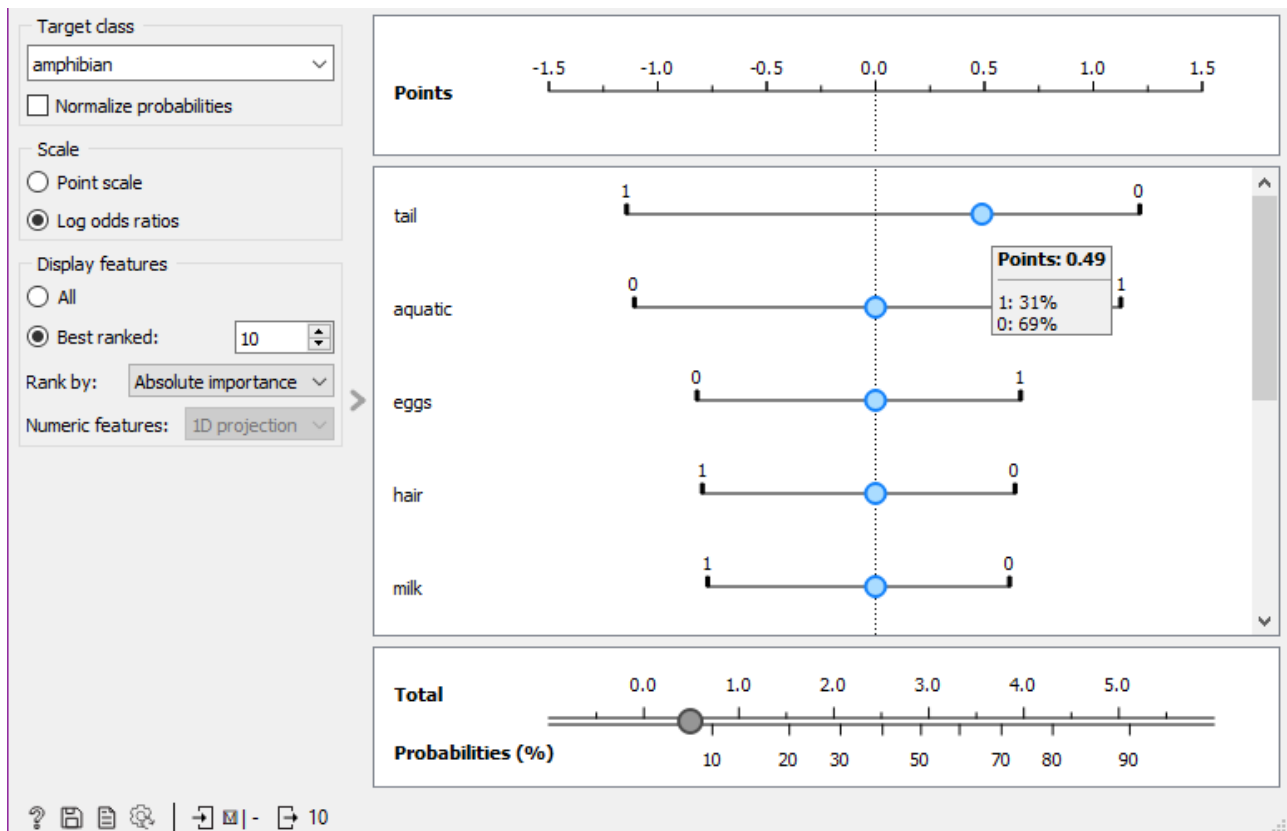 Target class
amphibian
Normalize probabilities
Scale
Point scale
Log odds ratios
Display features
All
Best ranked: 10
Rank by: Absolute importance
Numeric features: 1D projection
-1.5 -1.0 -0.5 0.0 0.5 1.0 1.5
Points
1 0
tail
Points: 0.49
1: 31%
0: 69%
0 1
aquatic
0 1
eggs
1 0
hair
1 0
milk
0.0 1.0 2.0 3.0 4.0 5.0
Total
Probabilities (%)
10 20 30 50 70 80 90
? M | - 10